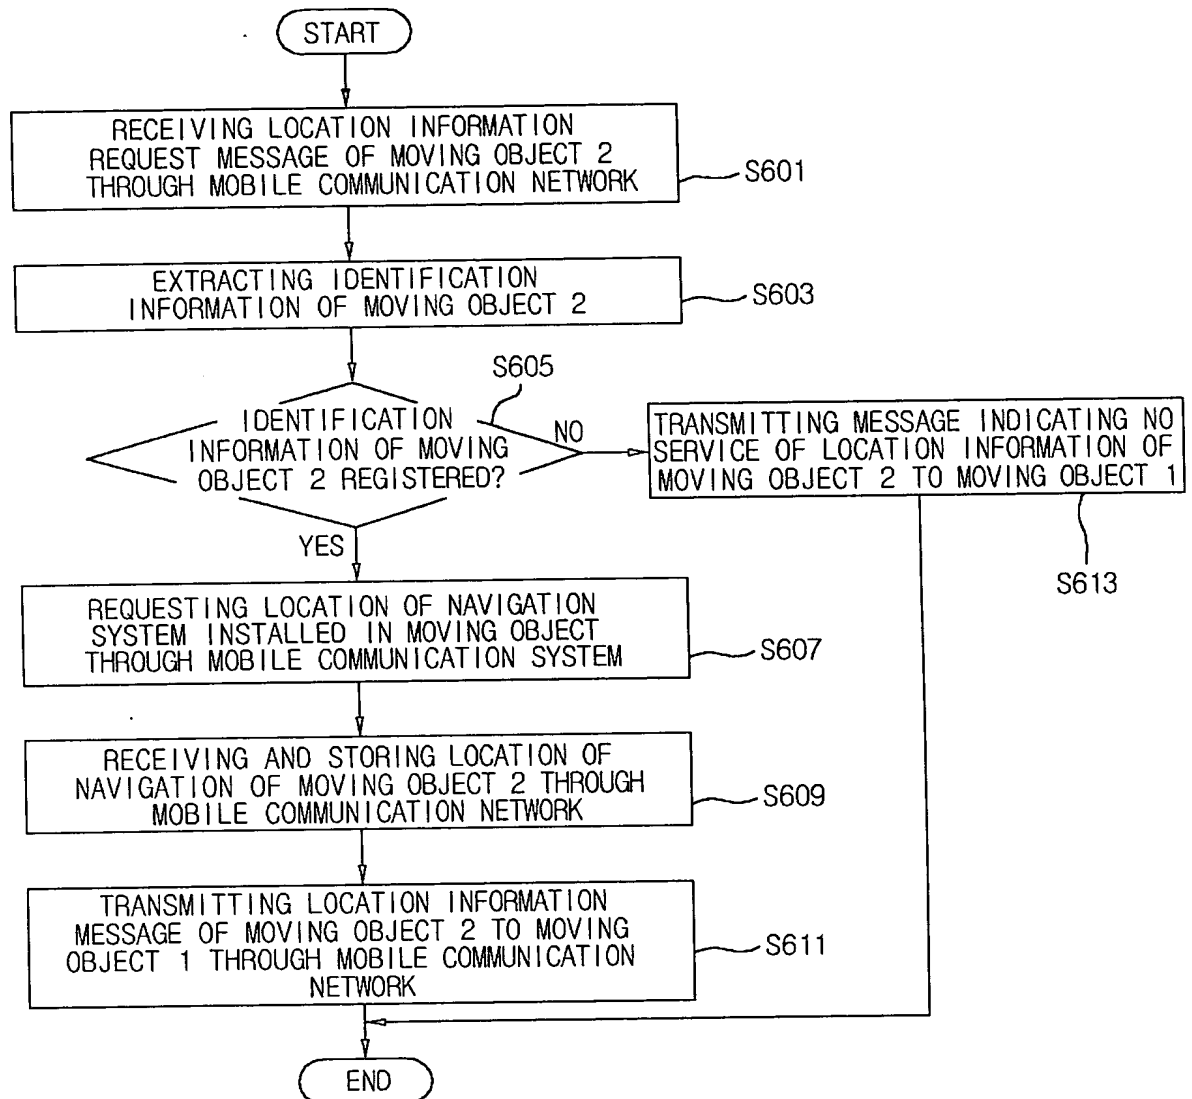 START
RECEIVING LOCATION INFORMATION
REQUEST MESSAGE OF MOVING OBJECT 2
THROUGH MOBILE COMMUNICATION NETWORK
S601
EXTRACTING IDENTIFICATION
INFORMATION OF MOVING OBJECT 2
S603
S605
IDENTIFICATION
INFORMATION OF MOVING
OBJECT 2 REGISTERED?
NO
TRANSMITTING MESSAGE INDICATING NO
SERVICE OF LOCATION INFORMATION OF
MOVING OBJECT 2 TO MOVING OBJECT 1
S613
YES
REQUESTING LOCATION OF NAVIGATION
SYSTEM INSTALLED IN MOVING OBJECT
THROUGH MOBILE COMMUNICATION SYSTEM
S607
RECEIVING AND STORING LOCATION OF
NAVIGATION OF MOVING OBJECT 2 THROUGH
MOBILE COMMUNICATION NETWORK
S609
TRANSMITTING LOCATION INFORMATION
MESSAGE OF MOVING OBJECT 2 TO MOVING
OBJECT 1 THROUGH MOBILE COMMUNICATION
NETWORK
S611
END